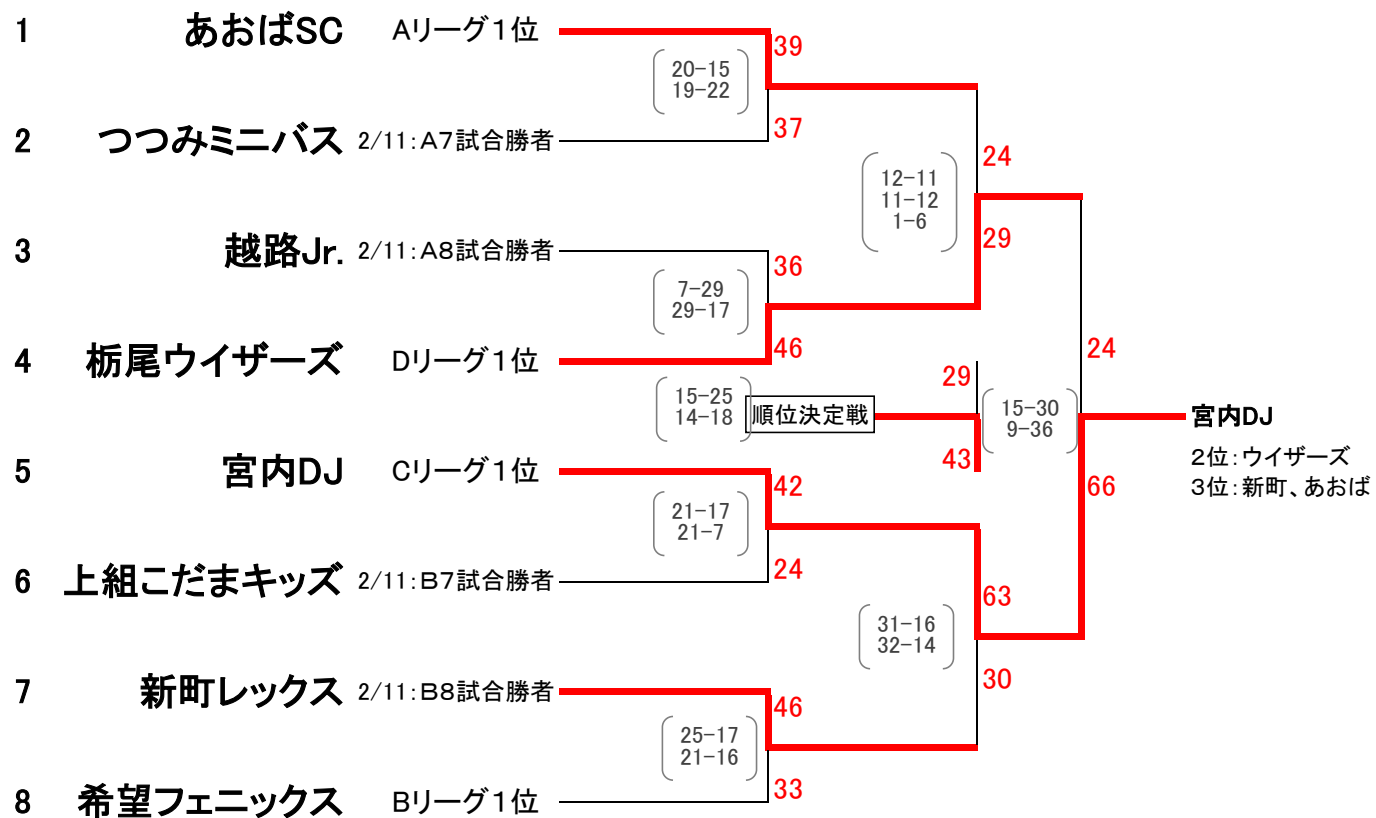 1 あおばSC Aリーグ1位
39
20-15
19-22
37
2 つつみミニバス 2/11:A7試合勝者
24
12-11
11-12
1-6
29
3 越路Jr. 2/11:A8試合勝者
36
7-29
29-17
46
4 栃尾ウイザーズ Dリーグ1位
24
29
15-25
14-18
順位決定戦
15-30
9-36
宮内DJ
43
2位:ウイザーズ
3位:新町、あおば
5 宮内DJ Cリーグ1位
42
66
21-17
21-7
24
6 上組こだまキッズ 2/11:B7試合勝者
63
31-16
32-14
30
7 新町レックス 2/11:B8試合勝者
46
25-17
21-16
33
8 希望フェニックス Bリーグ1位